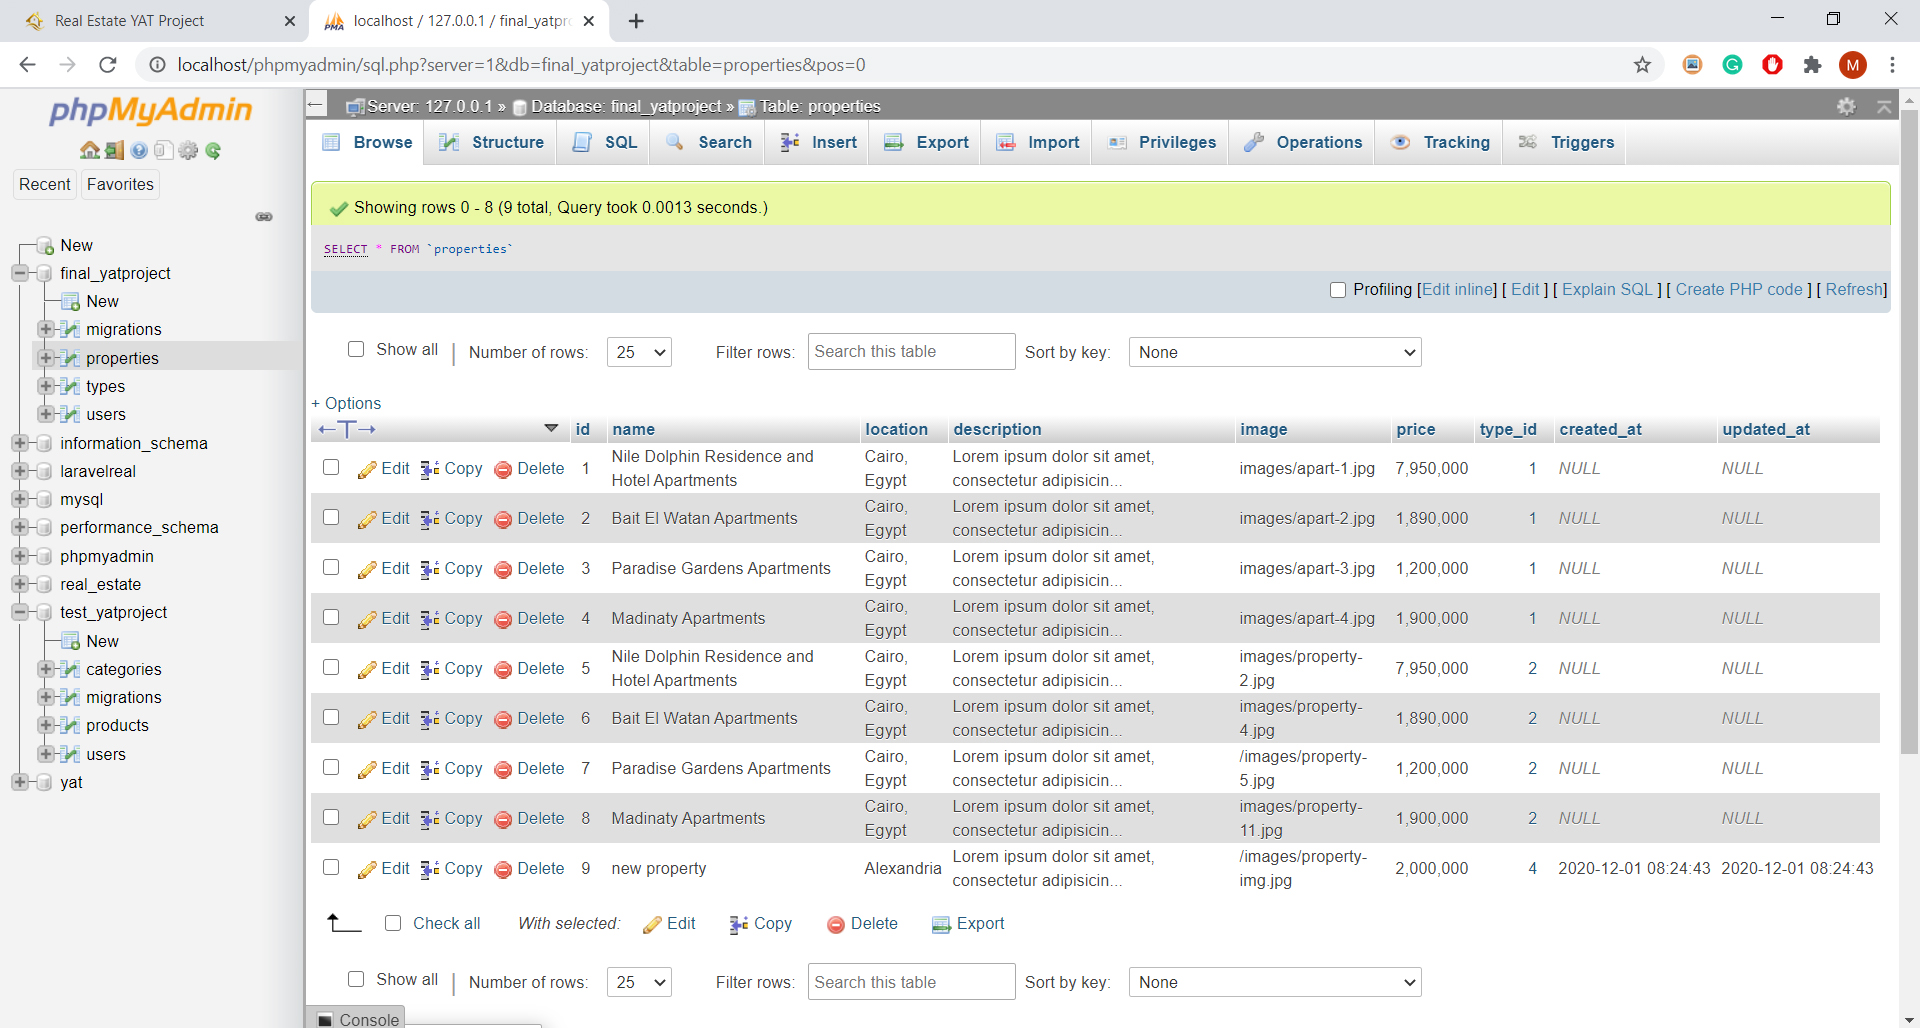 Real Estate YAT Project
localhost / 127.0.0.1 / final_yatpr
localhost/phpmyadmin/sql.php?server=1&db=final_yatproject&table=properties&pos=0
M
phpMyAdmin
Recent Favorites
New
final_yatproject
New
migrations
properties
types
users
information_schema
laravelreal
mysql
performance_schema
phpmyadmin
real_estate
test_yatproject
New
categories
migrations
products
users
yat
Server: 127.0.0.1 » Database: final_yatproject » Table: properties
Browse Structure SQL Search Insert Export Import Privileges Operations Tracking Triggers
Showing rows 0 - 8 (9 total, Query took 0.0013 seconds.)
SELECT * FROM `properties`
Profiling [Edit inline] [ Edit ] [ Explain SQL ] [ Create PHP code ] [ Refresh]
Show all | Number of rows: 25 Filter rows: Search this table Sort by key: None
+ Options
←T→ id name location description image price type_id created_at updated_at
Edit Copy Delete 1 Nile Dolphin Residence and Hotel Apartments Cairo, Egypt Lorem ipsum dolor sit amet, consectetur adipisicin... images/apart-1.jpg 7,950,000 1 NULL NULL
Edit Copy Delete 2 Bait El Watan Apartments Cairo, Egypt Lorem ipsum dolor sit amet, consectetur adipisicin... images/apart-2.jpg 1,890,000 1 NULL NULL
Edit Copy Delete 3 Paradise Gardens Apartments Cairo, Egypt Lorem ipsum dolor sit amet, consectetur adipisicin... images/apart-3.jpg 1,200,000 1 NULL NULL
Edit Copy Delete 4 Madinaty Apartments Cairo, Egypt Lorem ipsum dolor sit amet, consectetur adipisicin... images/apart-4.jpg 1,900,000 1 NULL NULL
Edit Copy Delete 5 Nile Dolphin Residence and Hotel Apartments Cairo, Egypt Lorem ipsum dolor sit amet, consectetur adipisicin... images/property-2.jpg 7,950,000 2 NULL NULL
Edit Copy Delete 6 Bait El Watan Apartments Cairo, Egypt Lorem ipsum dolor sit amet, consectetur adipisicin... images/property-4.jpg 1,890,000 2 NULL NULL
Edit Copy Delete 7 Paradise Gardens Apartments Cairo, Egypt Lorem ipsum dolor sit amet, consectetur adipisicin... /images/property-5.jpg 1,200,000 2 NULL NULL
Edit Copy Delete 8 Madinaty Apartments Cairo, Egypt Lorem ipsum dolor sit amet, consectetur adipisicin... images/property-11.jpg 1,900,000 2 NULL NULL
Edit Copy Delete 9 new property Alexandria Lorem ipsum dolor sit amet, consectetur adipisicin... /images/property-img.jpg 2,000,000 4 2020-12-01 08:24:43 2020-12-01 08:24:43
Check all With selected: Edit Copy Delete Export
Show all | Number of rows: 25 Filter rows: Search this table Sort by key: None
Console